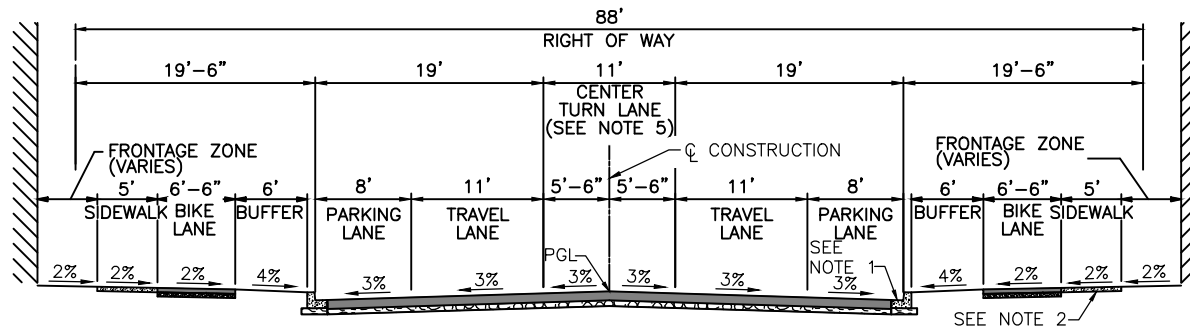 88'
RIGHT OF WAY
19'-6" 19' 11' 19' 19'-6"
CENTER
TURN LANE
(SEE NOTE 5)
FRONTAGE ZONE
(VARIES)
℄ CONSTRUCTION
FRONTAGE ZONE
(VARIES)
5' 6'-6" 6' 8' 11' 5'-6" 5'-6" 11' 8' 6' 6'-6" 5'
SIDEWALK
BIKE
LANE
BUFFER
PARKING
LANE
TRAVEL
LANE
TRAVEL
LANE
PARKING
LANE
BUFFER
BIKE
LANE
SIDEWALK
PGL
SEE
NOTE 1
2% 2% 2% 4% 3% 3% 3% 3% 3% 3% 4% 2% 2% 2%
SEE NOTE 2